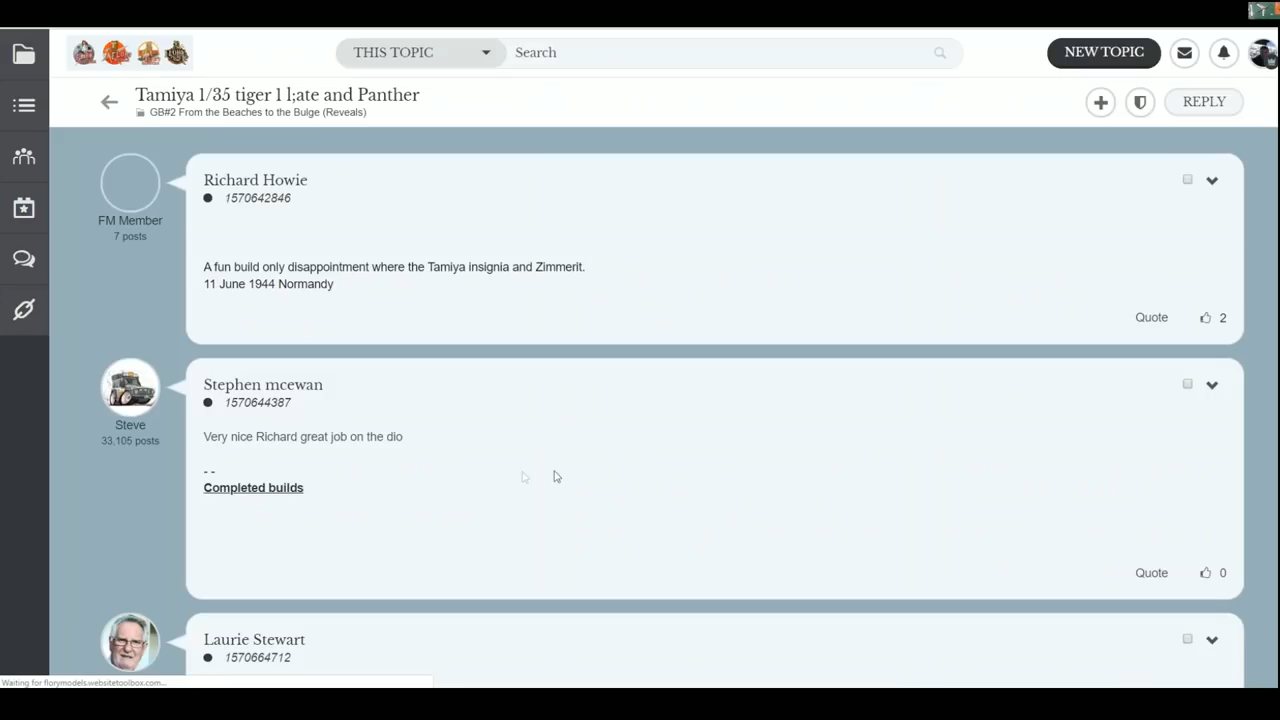 THIS TOPIC
Search
NEW TOPIC
Tamiya 1/35 tiger 1 l;ate and Panther
GB#2 From the Beaches to the Bulge (Reveals)
REPLY
Richard Howie
1570642846
FM Member
7 posts
A fun build only disappointment where the Tamiya insignia and Zimmerit.
11 June 1944 Normandy
Quote
2
Stephen mcewan
1570644387
Steve
33,105 posts
Very nice Richard great job on the dio
- -
Completed builds
Quote
0
Laurie Stewart
1570664712
Waiting for florymodels.websitetoolbox.com...